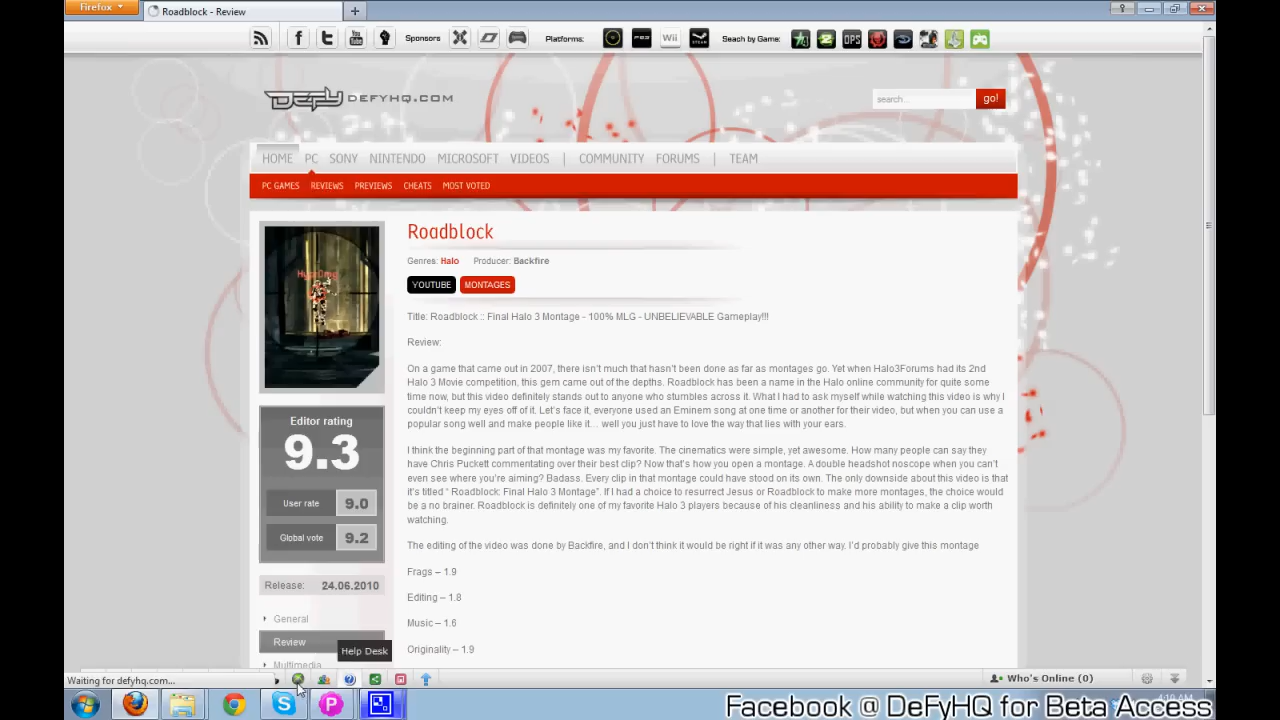 Firefox
Roadblock - Review
Sponsors
Platforms:
PS3
Wii
STEAM
Seach by Game:
OPS
DEFY DEFYHQ.COM
search...
go!
HOME PC SONY NINTENDO MICROSOFT VIDEOS | COMMUNITY FORUMS | TEAM
PC GAMES REVIEWS PREVIEWS CHEATS MOST VOTED
Roadblock
Genres: Halo Producer: Backfire
YOUTUBE MONTAGES
Title: Roadblock :: Final Halo 3 Montage - 100% MLG - UNBELIEVABLE Gameplay!!!
Review:
On a game that came out in 2007, there isn't much that hasn't been done as far as montages go. Yet when Halo3Forums had its 2nd
Halo 3 Movie competition, this gem came out of the depths. Roadblock has been a name in the Halo online community for quite some
time now, but this video definitely stands out to anyone who stumbles across it. What I had to ask myself while watching this video is why I
couldn't keep my eyes off of it. Let's face it, everyone used an Eminem song at one time or another for their video, but when you can use a
popular song well and make people like it… well you just have to love the way that lies with your ears.
I think the beginning part of that montage was my favorite. The cinematics were simple, yet awesome. How many people can say they
have Chris Puckett commentating over their best clip? Now that's how you open a montage. A double headshot noscope when you can't
even see where you're aiming? Badass. Every clip in that montage could have stood on its own. The only downside about this video is that
it's titled " Roadblock: Final Halo 3 Montage". If I had a choice to resurrect Jesus or Roadblock to make more montages, the choice would
be a no brainer. Roadblock is definitely one of my favorite Halo 3 players because of his cleanliness and his ability to make a clip worth
watching.
The editing of the video was done by Backfire, and I don't think it would be right if it was any other way. I'd probably give this montage
Frags – 1.9
Editing – 1.8
Music – 1.6
Originality – 1.9
Editor rating
9.3
User rate 9.0
Global vote 9.2
Release: 24.06.2010
General
Review
Multimedia
Help Desk
Waiting for defyhq.com...
Who's Online (0)
Facebook @ DeFyHQ for Beta Access